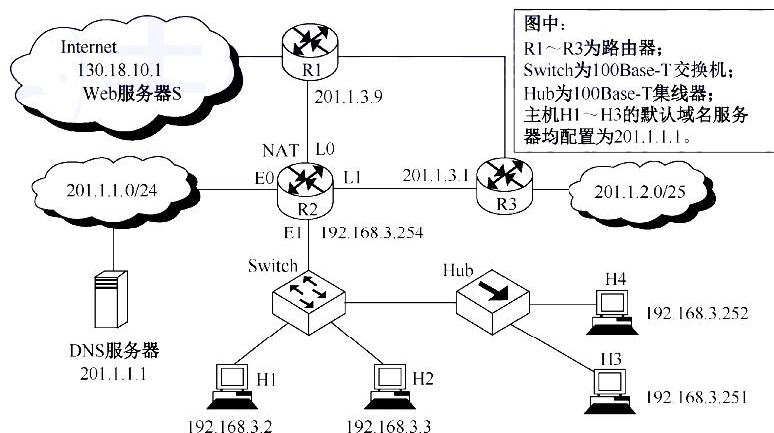 Internet
130.18.10.1
Web服务器S
R1
201.1.3.9
图中：
R1～R3为路由器；
Switch为100Base-T交换机；
Hub为100Base-T集线器；
主机H1～H3的默认域名服务
器均配置为201.1.1.1。
NAT
L0
201.1.1.0/24
E0
R2
L1
201.1.3.1
R3
201.1.2.0/25
E1
192.168.3.254
Switch
Hub
H4
192.168.3.252
DNS服务器
201.1.1.1
H1
192.168.3.2
H2
192.168.3.3
H3
192.168.3.251